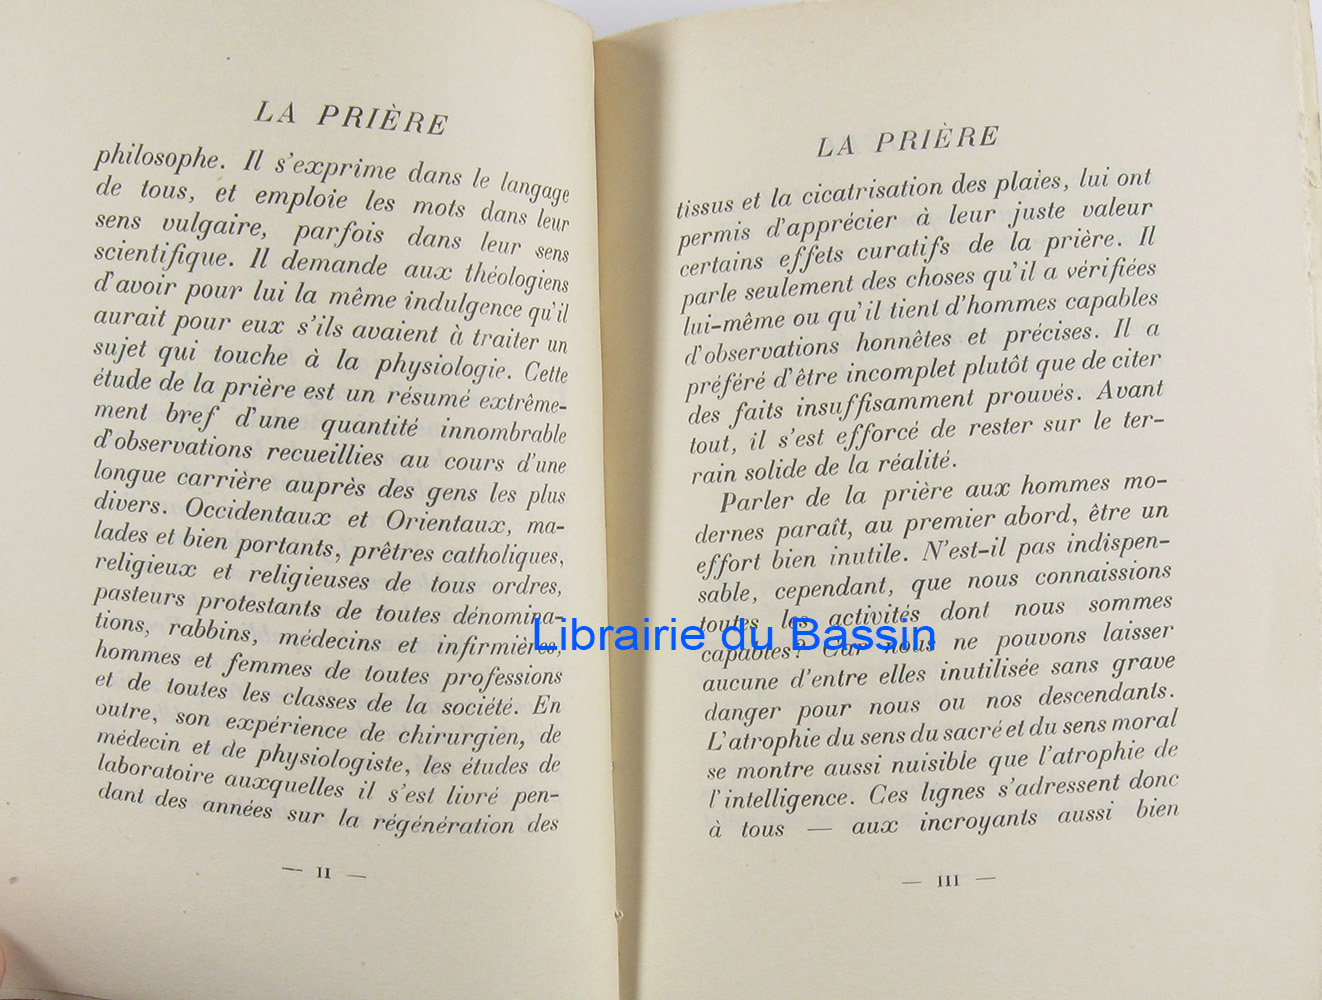 LA PRIÈRE
philosophe. Il s'exprime dans le langage
de tous, et emploie les mots dans leur
sens vulgaire, parfois dans leur sens
scientifique. Il demande aux théologiens
d'avoir pour lui la même indulgence qu'il
aurait pour eux s'ils avaient à traiter un
sujet qui touche à la physiologie. Cette
étude de la prière est un résumé extrême-
ment bref d'une quantité innombrable
d'observations recueillies au cours d'une
longue carrière auprès des gens les plus
divers. Occidentaux et Orientaux, ma-
lades et bien portants, prêtres catholiques,
religieux et religieuses de tous ordres,
pasteurs protestants de toutes dénomina-
tions, rabbins, médecins et infirmières,
hommes et femmes de toutes professions
et de toutes les classes de la société. En
outre, son expérience de chirurgien, de
médecin et de physiologiste, les études de
laboratoire auxquelles il s'est livré pen-
dant des années sur la régénération des
— II —
LA PRIÈRE
tissus et la cicatrisation des plaies, lui ont
permis d'apprécier à leur juste valeur
certains effets curatifs de la prière. Il
parle seulement des choses qu'il a vérifiées
lui-même ou qu'il tient d'hommes capables
d'observations honnêtes et précises. Il a
préféré d'être incomplet plutôt que de citer
des faits insuffisamment prouvés. Avant
tout, il s'est efforcé de rester sur le ter-
rain solide de la réalité.
Parler de la prière aux hommes mo-
dernes paraît, au premier abord, être un
effort bien inutile. N'est-il pas indispen-
sable, cependant, que nous connaissions
toutes les activités dont nous sommes
capables? Car nous ne pouvons laisser
aucune d'entre elles inutilisée sans grave
danger pour nous ou nos descendants.
L'atrophie du sens du sacré et du sens moral
se montre aussi nuisible que l'atrophie de
l'intelligence. Ces lignes s'adressent donc
à tous — aux incroyants aussi bien
— III —
Librairie du Bassin